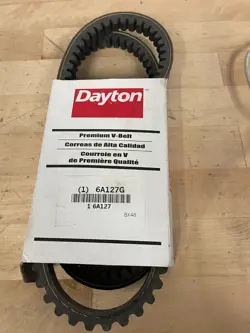 Dayton
Premium V-Belt
Correas de Alta Calidad
Courroie en V
de Première Qualité
(1) 6A127G
1 6A127